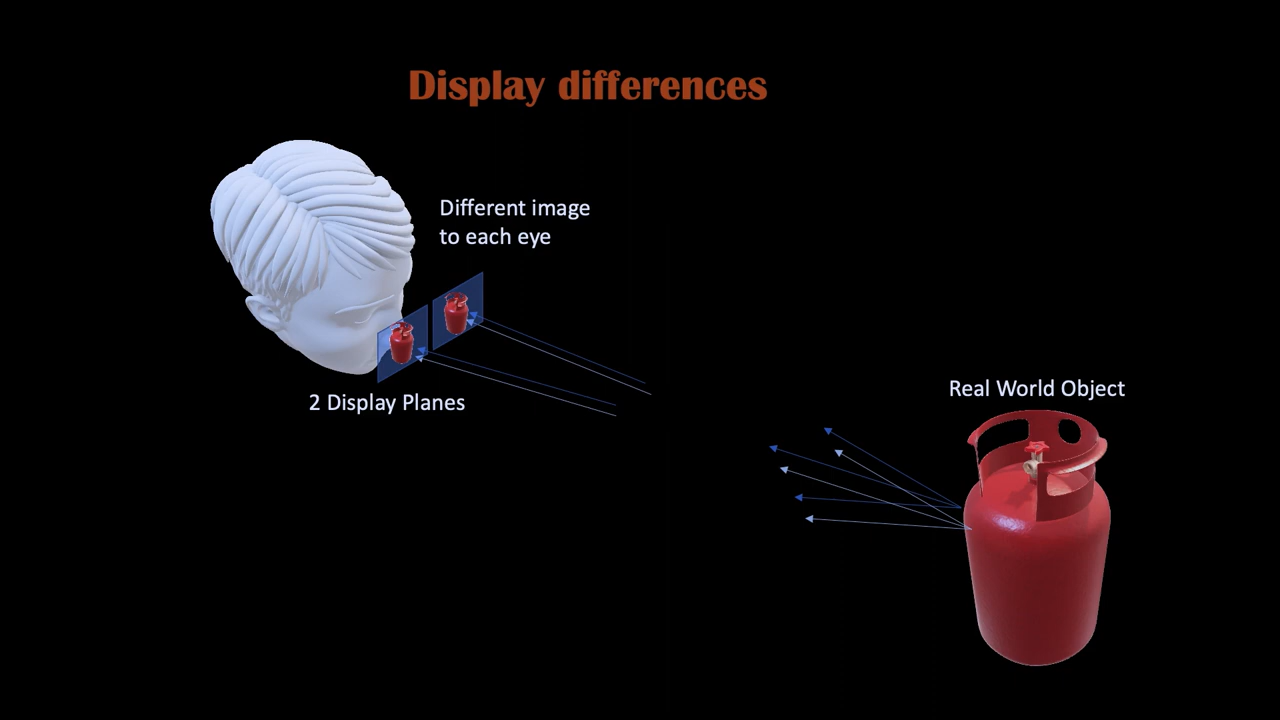 Display differences
Different image
to each eye
2 Display Planes
Real World Object